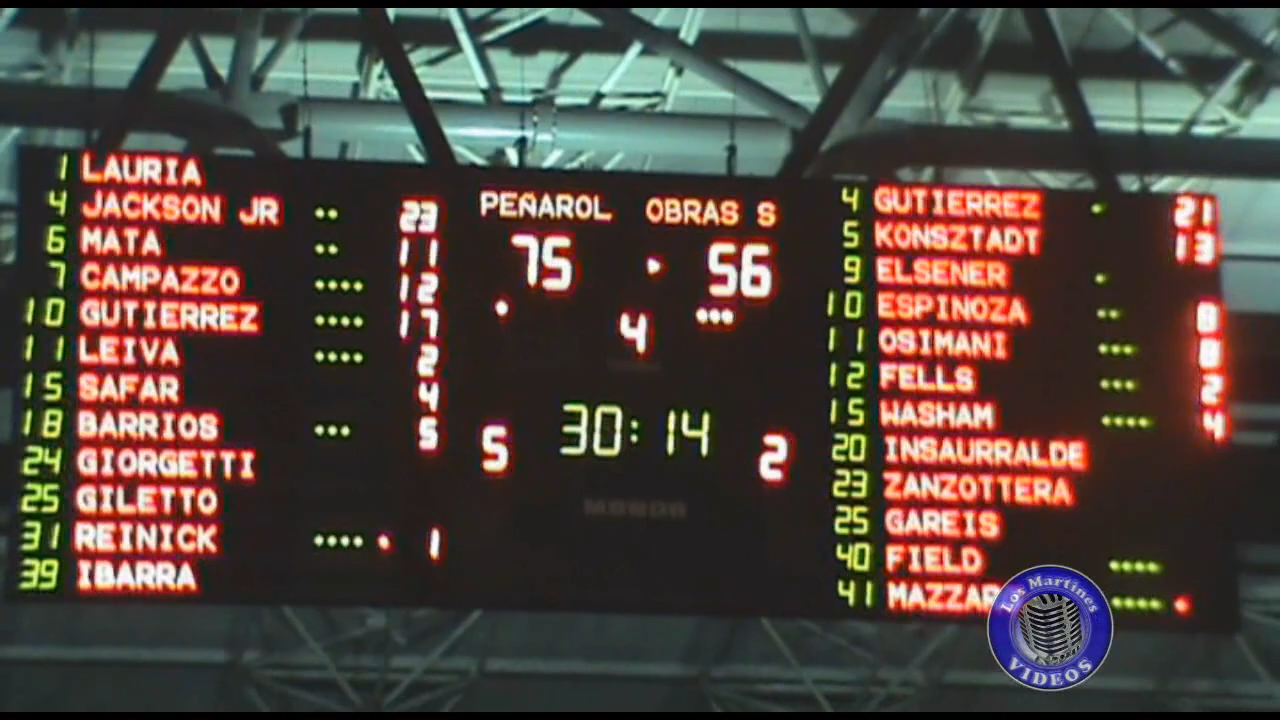 1 LAURIA
4 JACKSON JR 23
6 MATA 11
7 CAMPAZZO 12
10 GUTIERREZ 17
11 LEIVA 2
15 SAFAR 4
18 BARRIOS 5
24 GIORGETTI
25 GILETTO
31 REINICK 1
39 IBARRA
PEÑAROL OBRAS S
75 56
4
30:14
5 2
4 GUTIERREZ 21
5 KONSZTADT 13
9 ELSENER
10 ESPINOZA 8
11 OSIMANI 8
12 FELLS 2
15 WASHAM 4
20 INSAURRALDE
23 ZANZOTTERA
25 GAREIS
40 FIELD
41
Los Martines
VIDEOS